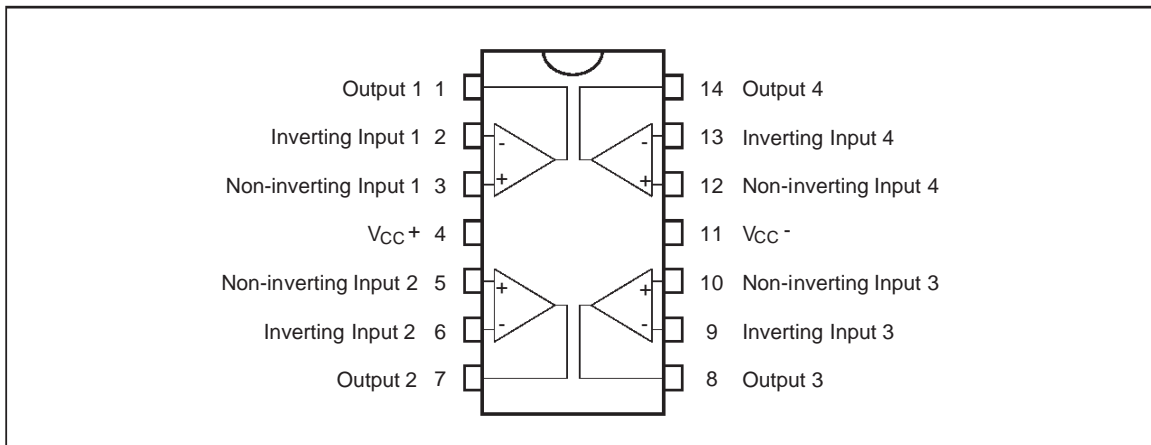 Output 1 1
Inverting Input 1 2
Non-inverting Input 1 3
VCC + 4
Non-inverting Input 2 5
Inverting Input 2 6
Output 2 7
14 Output 4
13 Inverting Input 4
12 Non-inverting Input 4
11 VCC -
10 Non-inverting Input 3
9 Inverting Input 3
8 Output 3
- +
- +
+ -
+ -